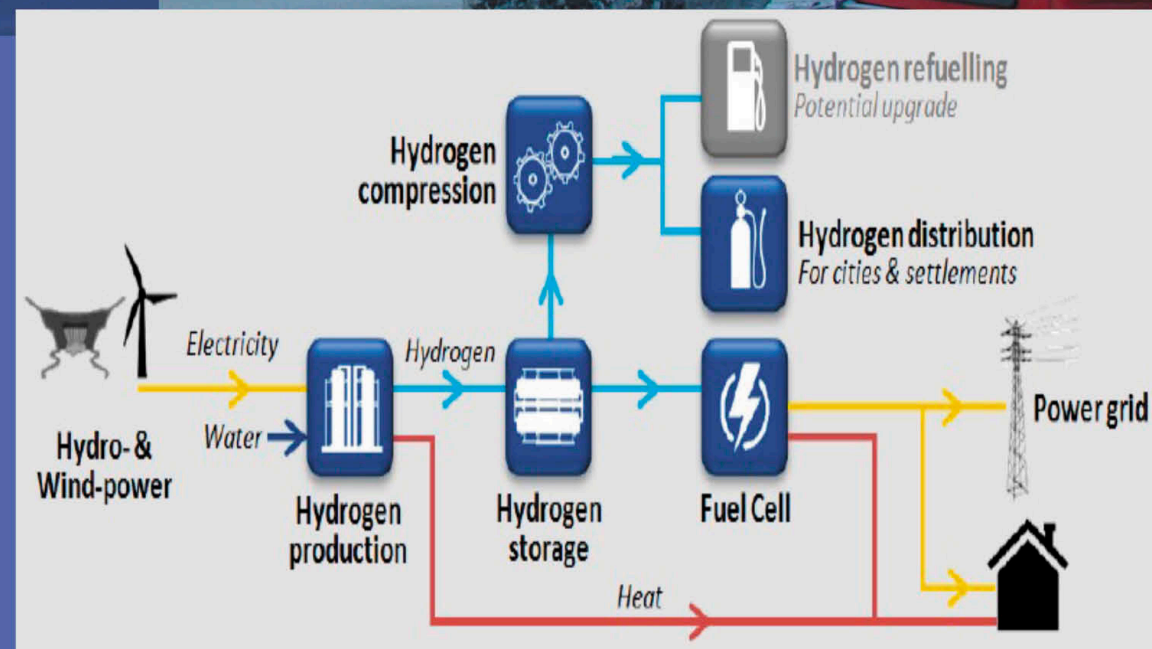 Hydrogen refuelling
Potential upgrade
Hydrogen
compression
Hydrogen distribution
For cities & settlements
Electricity
Hydrogen
Water
Hydro- &
Wind-power
Power grid
Hydrogen
production
Hydrogen
storage
Fuel Cell
Heat